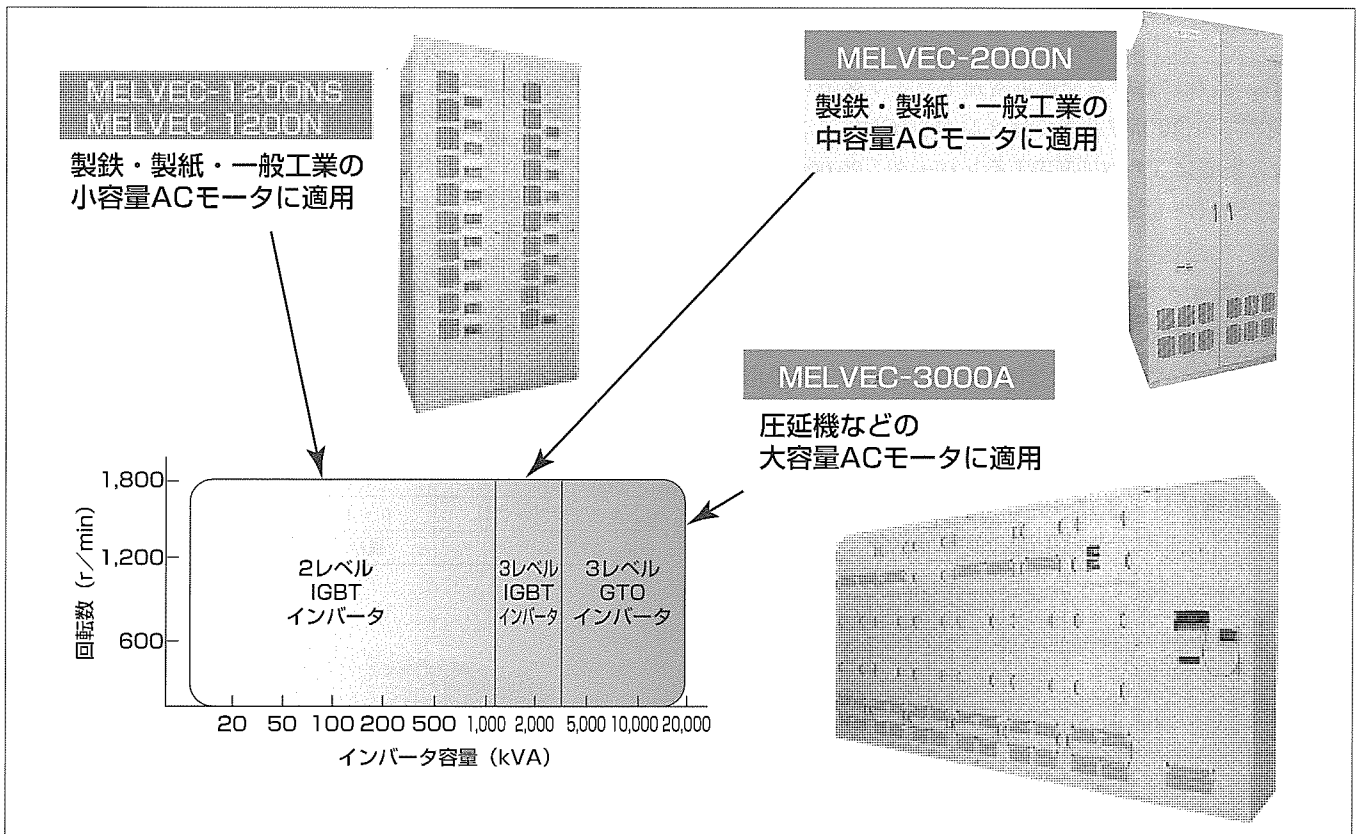 MELVEC-1200NS
MELVEC-1200N
製鉄・製紙・一般工業の
小容量ACモータに適用
MELVEC-2000N
製鉄・製紙・一般工業の
中容量ACモータに適用
MELVEC-3000A
圧延機などの
大容量ACモータに適用
回転数（r／min）
1,800
1,200
600
2レベル
IGBT
インバータ
3レベル
IGBT
インバータ
3レベル
GTO
インバータ
20 50 100 200 500 1,000 2,000 5,000 10,000 20,000
インバータ容量（kVA）